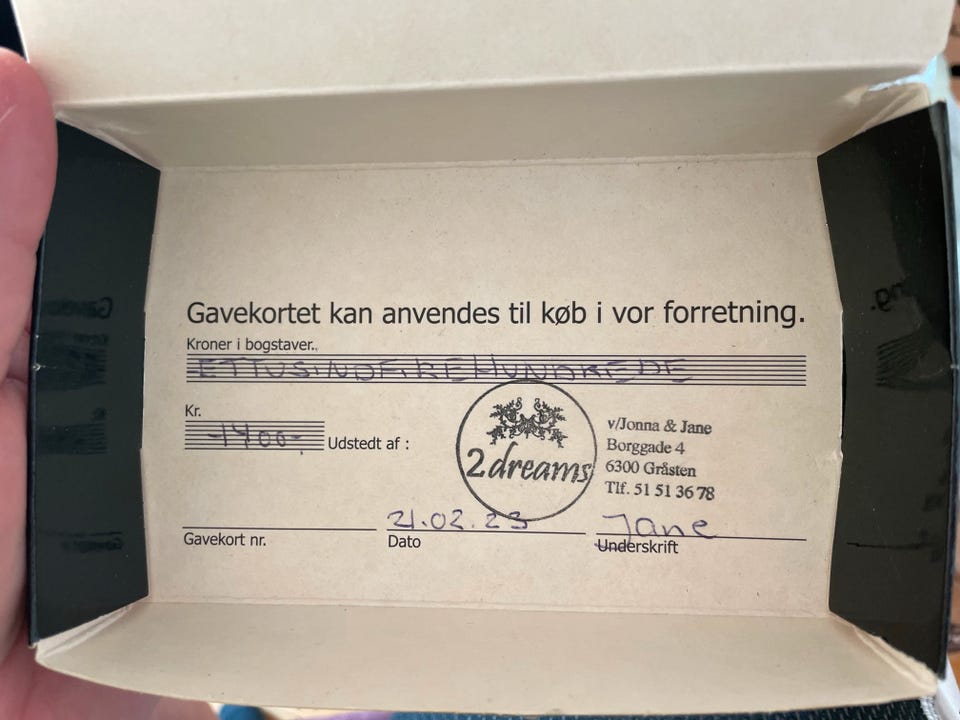 Gavekortet kan anvendes til køb i vor forretning.
Kroner i bogstaver..
ETTUSINDFIREHUNDREDE
Kr.
-1400-,
Udstedt af :
2dreams
v/Jonna & Jane
Borggade 4
6300 Gråsten
Tlf. 51 51 36 78
21.02.23
Jane
Gavekort nr.
Dato
Underskrift